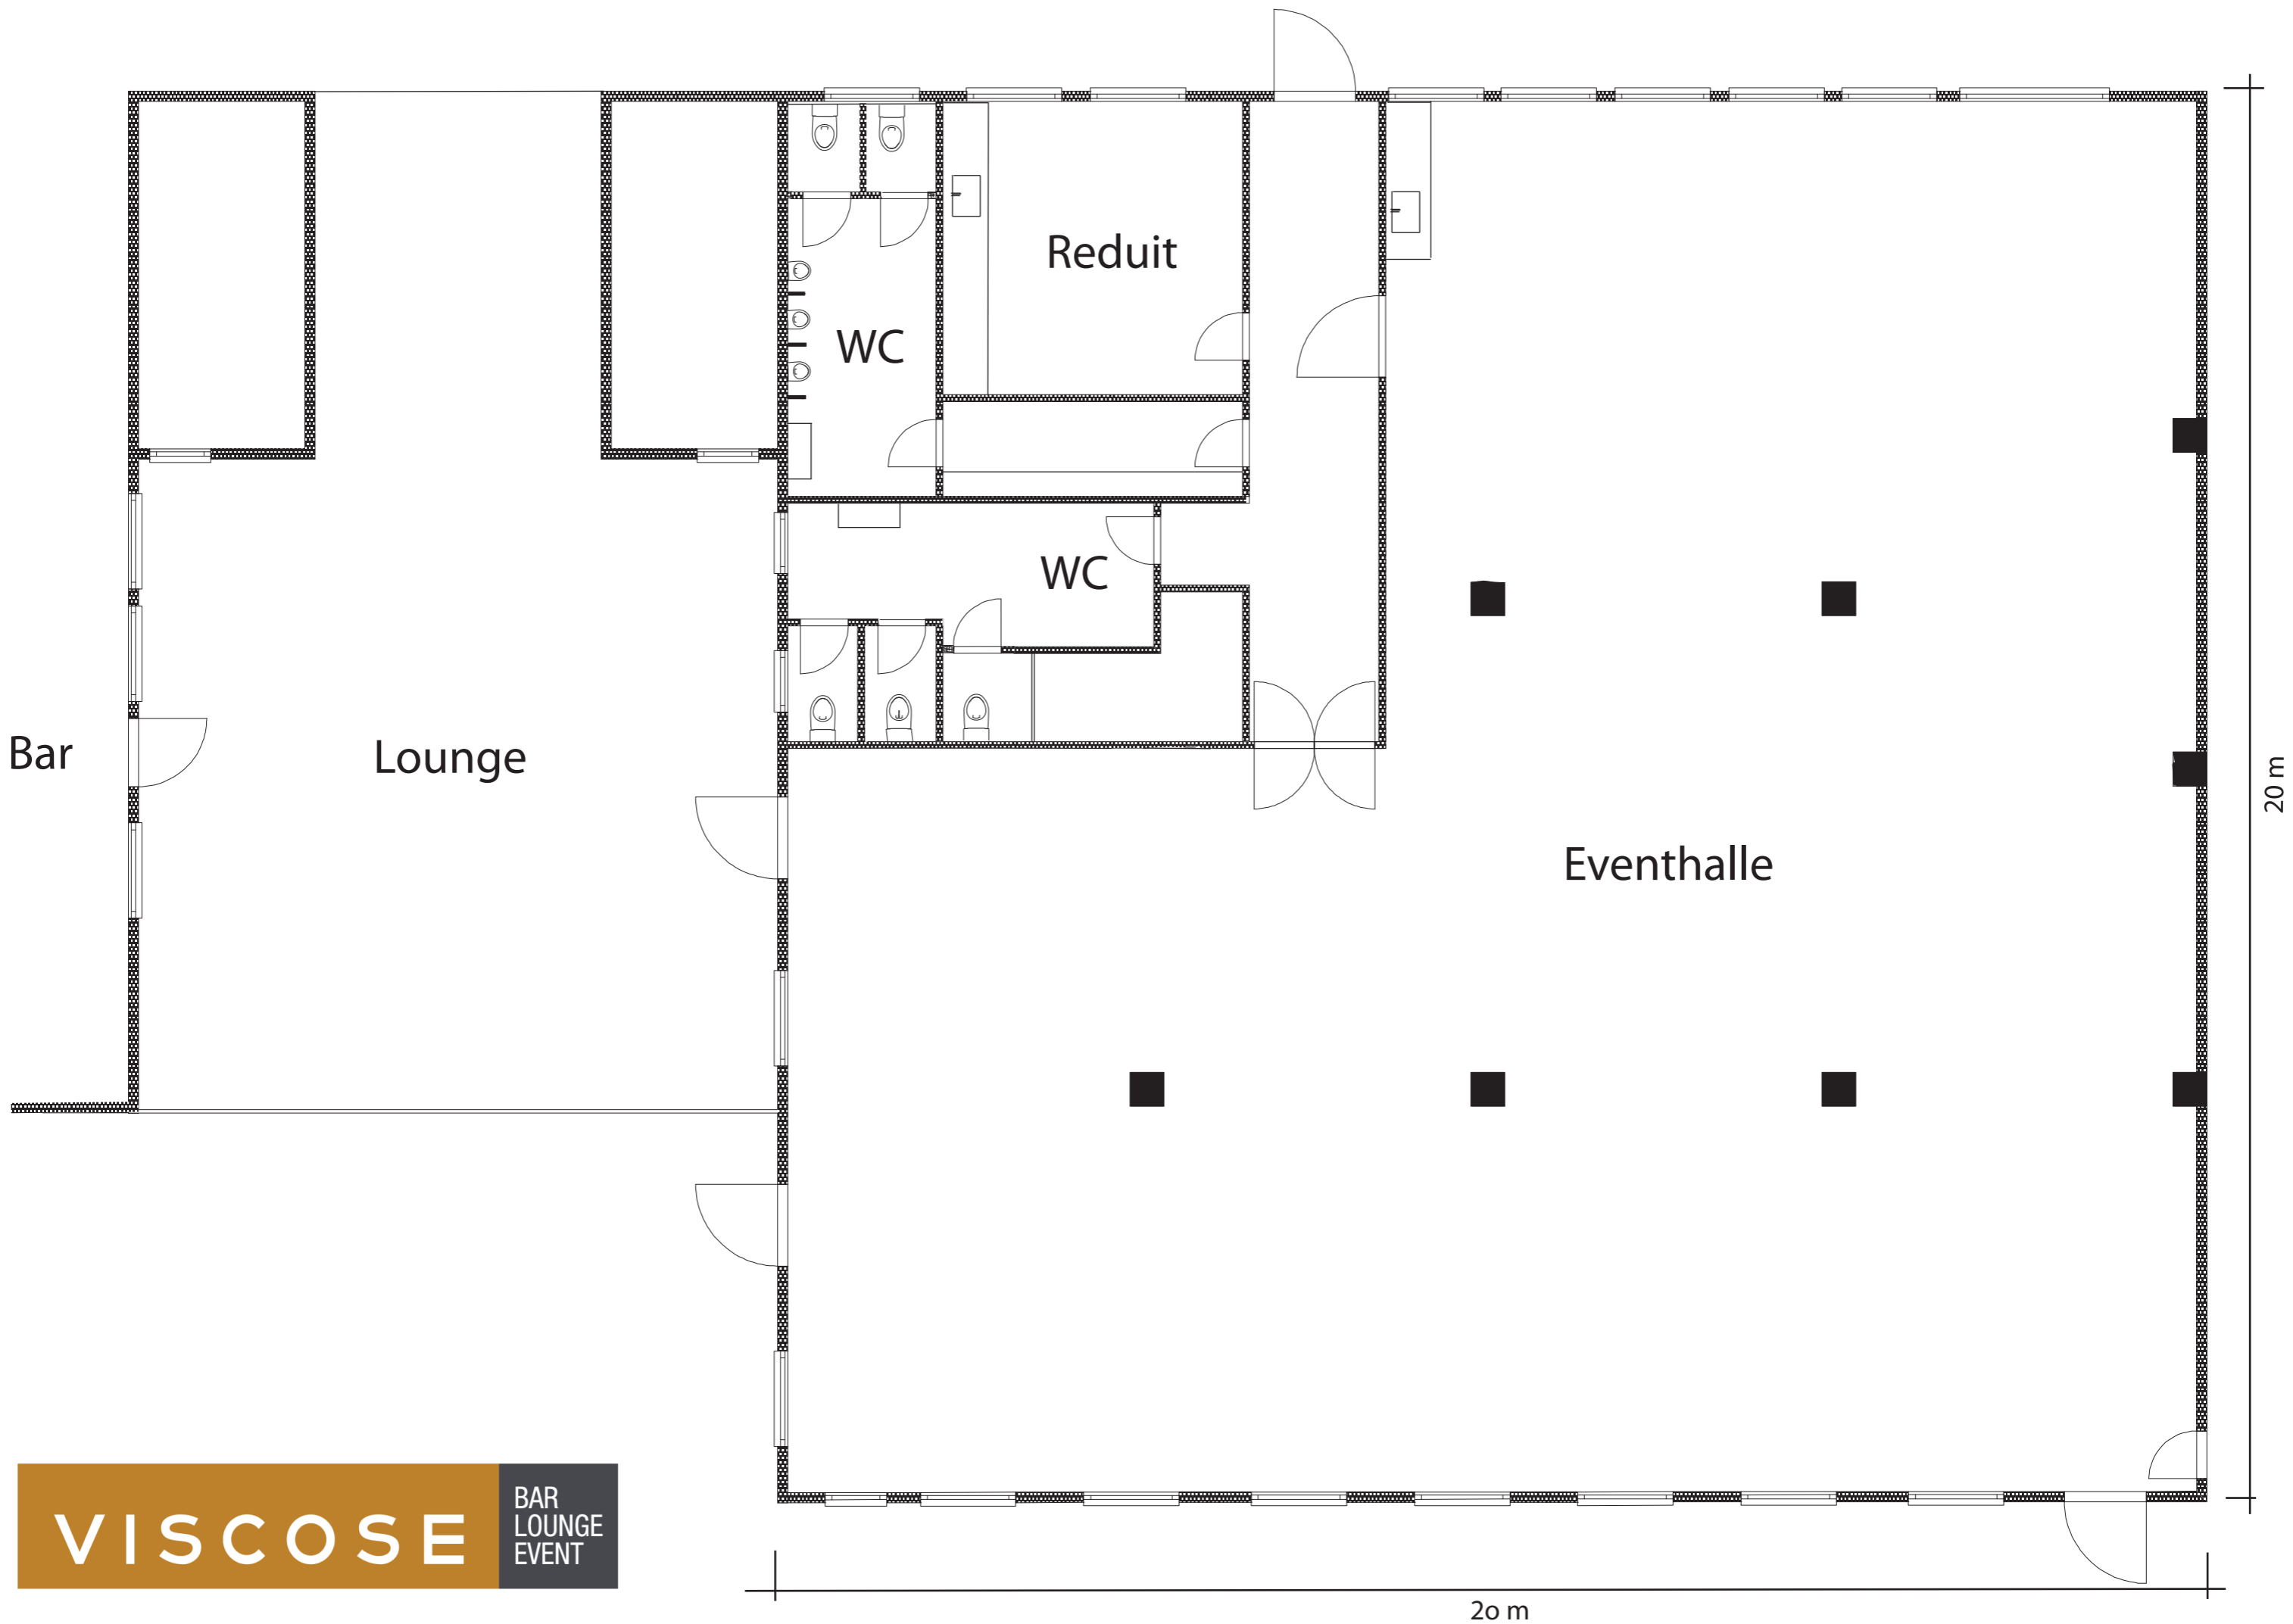 Reduit
WC
WC
Bar
Lounge
Eventhalle
20 m
VISCOSE
BAR
LOUNGE
EVENT
2o m